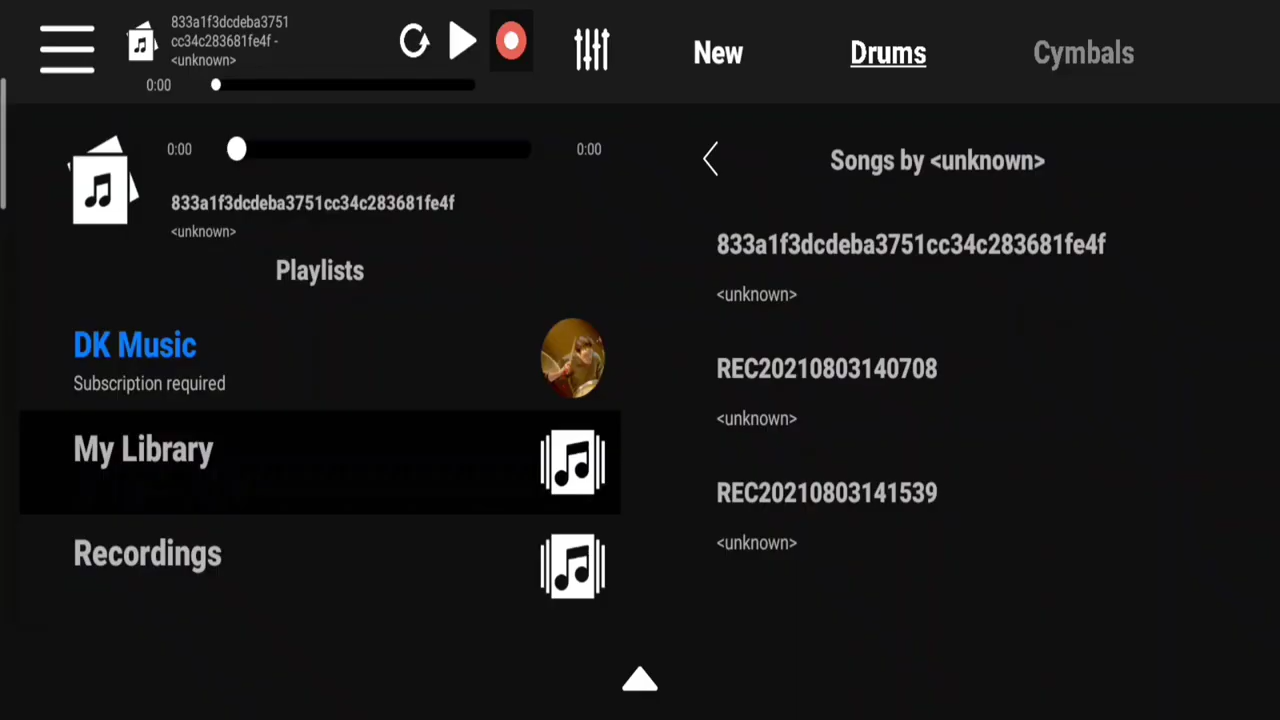 833a1f3dcdeba3751
cc34c283681fe4f -
<unknown>
0:00
New
Drums
Cymbals
0:00
0:00
833a1f3dcdeba3751cc34c283681fe4f
<unknown>
Playlists
DK Music
Subscription required
My Library
Recordings
Songs by <unknown>
833a1f3dcdeba3751cc34c283681fe4f
<unknown>
REC20210803140708
<unknown>
REC20210803141539
<unknown>